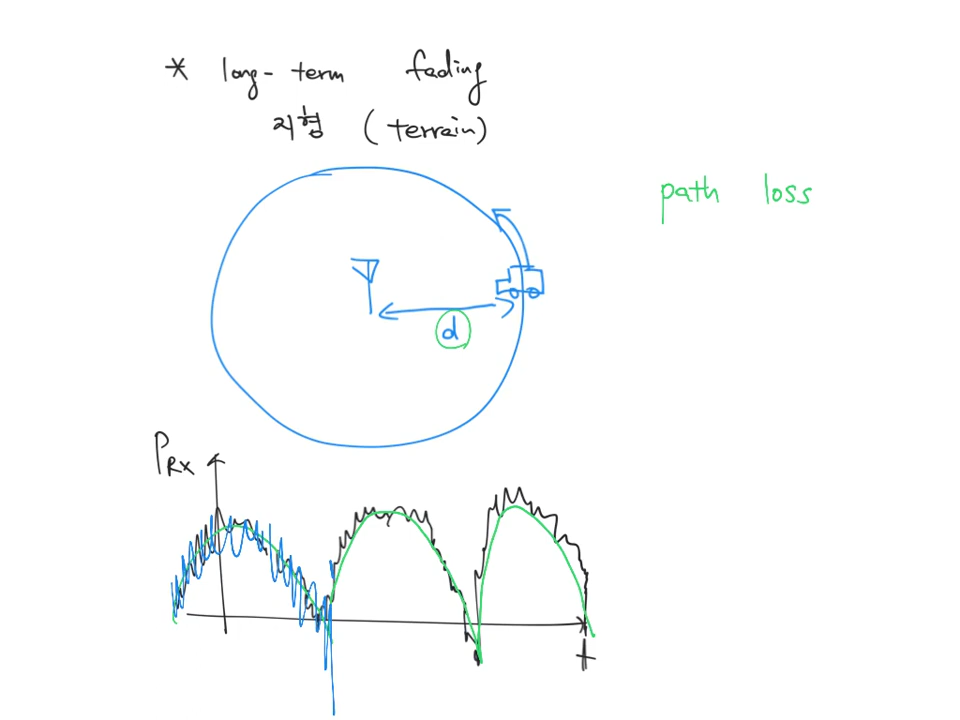 * long-term fading
지형 (terrain)
path loss
d
PRX
t